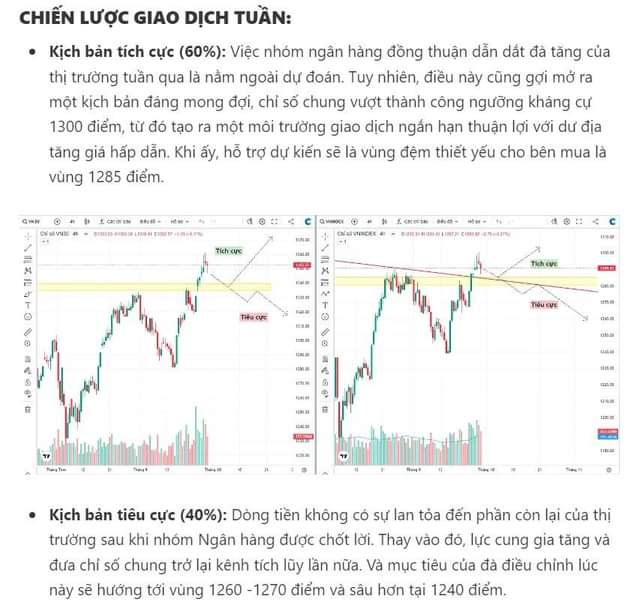 CHIẾN LƯỢC GIAO DỊCH TUẦN:
Kịch bản tích cực (60%): Việc nhóm ngân hàng đồng thuận dẫn dắt đà tăng của
thị trường tuần qua là nằm ngoài dự đoán. Tuy nhiên, điều này cũng gợi mở ra
một kịch bản đáng mong đợi, chỉ số chung vượt thành công ngưỡng kháng cự
1300 điểm, từ đó tạo ra một môi trường giao dịch ngắn hạn thuận lợi với dư địa
tăng giá hấp dẫn. Khi ấy, hỗ trợ dự kiến sẽ là vùng đệm thiết yếu cho bên mua là
vùng 1285 điểm.
Tích cực
Tiêu cực
Chỉ số VNINDEX
Tích cực
Tiêu cực
Kịch bản tiêu cực (40%): Dòng tiền không có sự lan tỏa đến phần còn lại của thị
trường sau khi nhóm Ngân hàng được chốt lời. Thay vào đó, lực cung gia tăng và
đưa chỉ số chung trở lại kênh tích lũy lần nữa. Và mục tiêu của đà điều chỉnh lúc
này sẽ hướng tới vùng 1260 -1270 điểm và sâu hơn tại 1240 điểm.